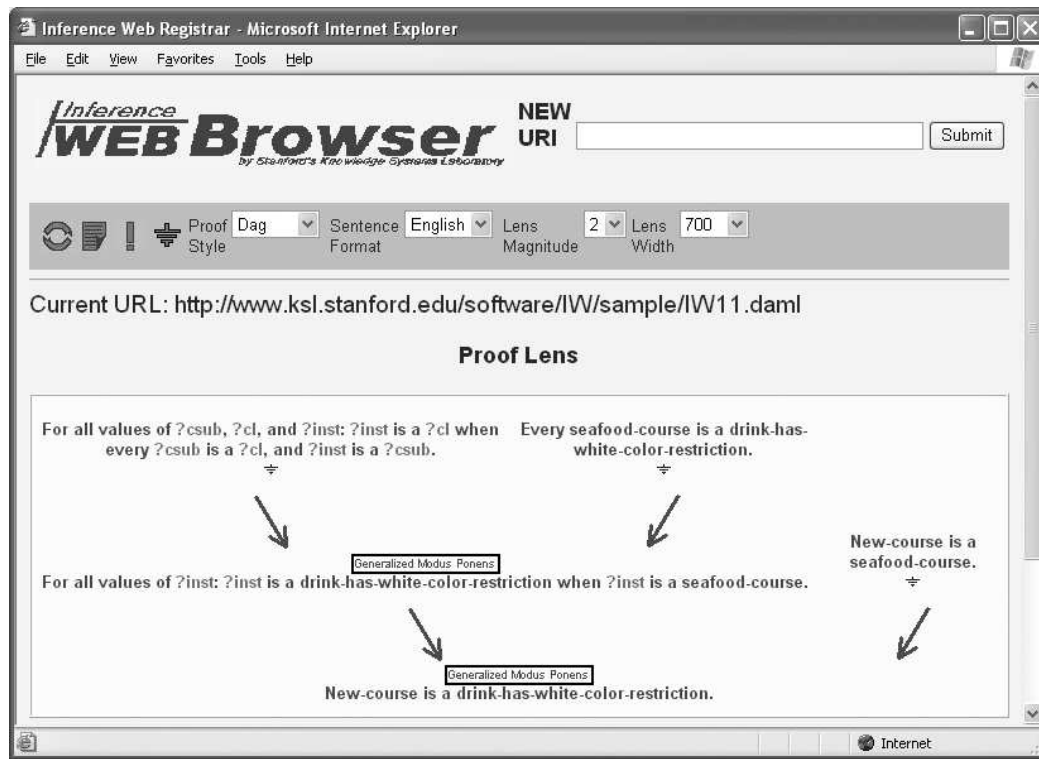 Inference Web Registrar - Microsoft Internet Explorer
File Edit View Favorites Tools Help
Inference
WEB Browser
by Stanford's Knowledge Systems Laboratory
NEW
URI
Submit
Proof Style Dag Sentence Format English Lens Magnitude 2 Lens Width 700
Current URL: http://www.ksl.stanford.edu/software/IW/sample/IW11.daml
Proof Lens
For all values of ?csub, ?cl, and ?inst: ?inst is a ?cl when
every ?csub is a ?cl, and ?inst is a ?csub.
Every seafood-course is a drink-has-
white-color-restriction.
New-course is a
seafood-course.
Generalized Modus Ponens
For all values of ?inst: ?inst is a drink-has-white-color-restriction when ?inst is a seafood-course.
Generalized Modus Ponens
New-course is a drink-has-white-color-restriction.
Internet